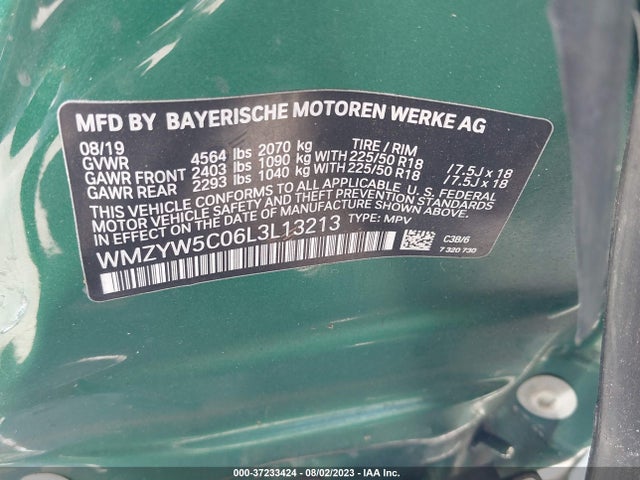 MFD BY BAYERISCHE MOTOREN WERKE AG
08/19
GVWR 4564 lbs 2070 kg TIRE / RIM
GAWR FRONT 2403 lbs 1090 kg WITH 225/50 R18 / 7.5J x 18
GAWR REAR 2293 lbs 1040 kg WITH 225/50 R18 / 7.5J x 18
THIS VEHICLE CONFORMS TO ALL APPLICABLE U. S. FEDERAL
MOTOR VEHICLE SAFETY AND THEFT PREVENTION STANDARDS
IN EFFECT ON THE DATE OF MANUFACTURE SHOWN ABOVE.
WMZYW5C06L3L13213 TYPE: MPV
C3B/6
7 320 730
000-37233424 - 08/02/2023 - IAA Inc.